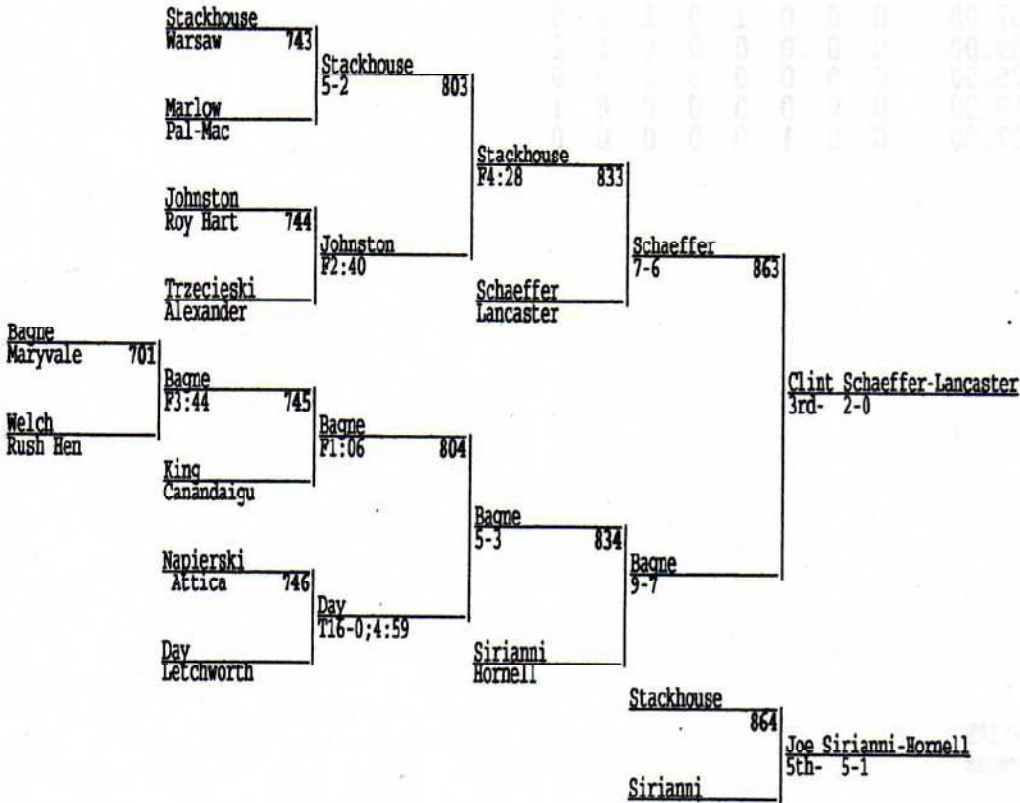 Stackhouse
Warsaw 743
Stackhouse
5-2 803
Marlow
Pal-Mac
Stackhouse
F4:28 833
Johnston
Roy Hart 744
Johnston
F2:40
Schaeffer
7-6 863
Trzecieski
Alexander
Schaeffer
Lancaster
Bagne
Maryvale 701
Bagne
F3:44 745
Clint Schaeffer-Lancaster
3rd- 2-0
Welch
Rush Hen
Bagne
F1:06 804
King
Canandaigu
Bagne
5-3 834
Napierski
Attica 746
Bagne
9-7
Day
T16-0;4:59
Day
Letchworth
Sirianni
Hornell
Stackhouse
864
Joe Sirianni-Hornell
5th- 5-1
Sirianni